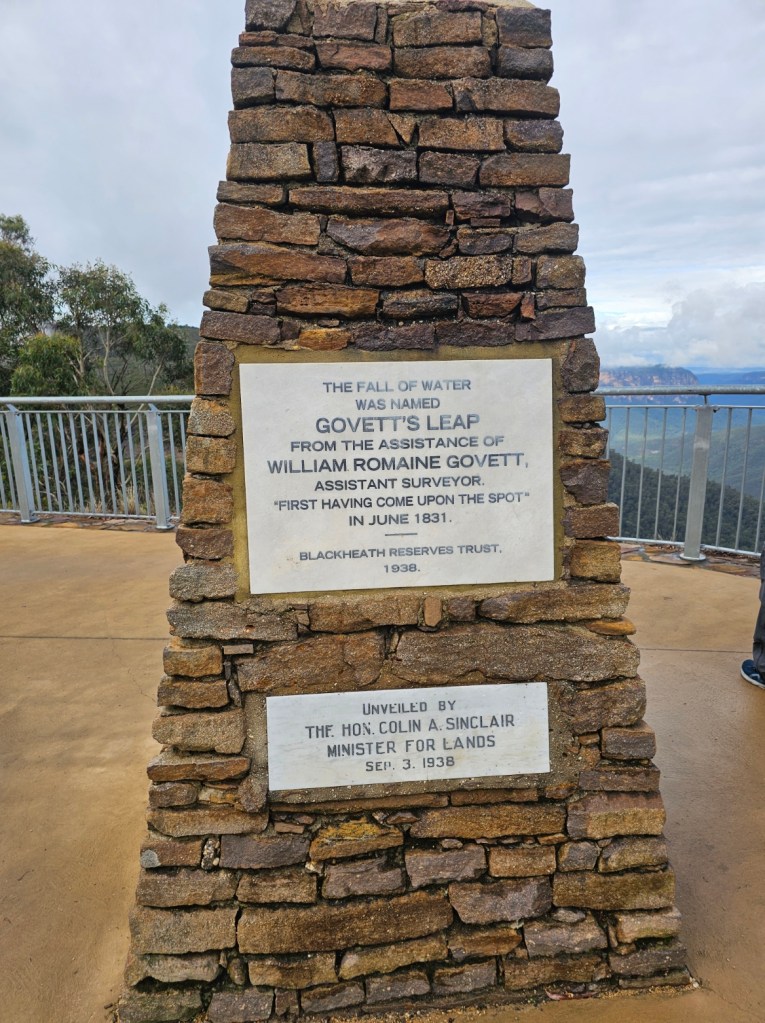 THE FALL OF WATER
WAS NAMED
GOVETT'S LEAP
FROM THE ASSISTANCE OF
WILLIAM ROMAINE GOVETT,
ASSISTANT SURVEYOR.
"FIRST HAVING COME UPON THE SPOT"
IN JUNE 1831.
BLACKHEATH RESERVES TRUST.
1938.
UNVEILED BY
THE HON. COLIN A. SINCLAIR
MINISTER FOR LANDS
SEP. 3. 1938